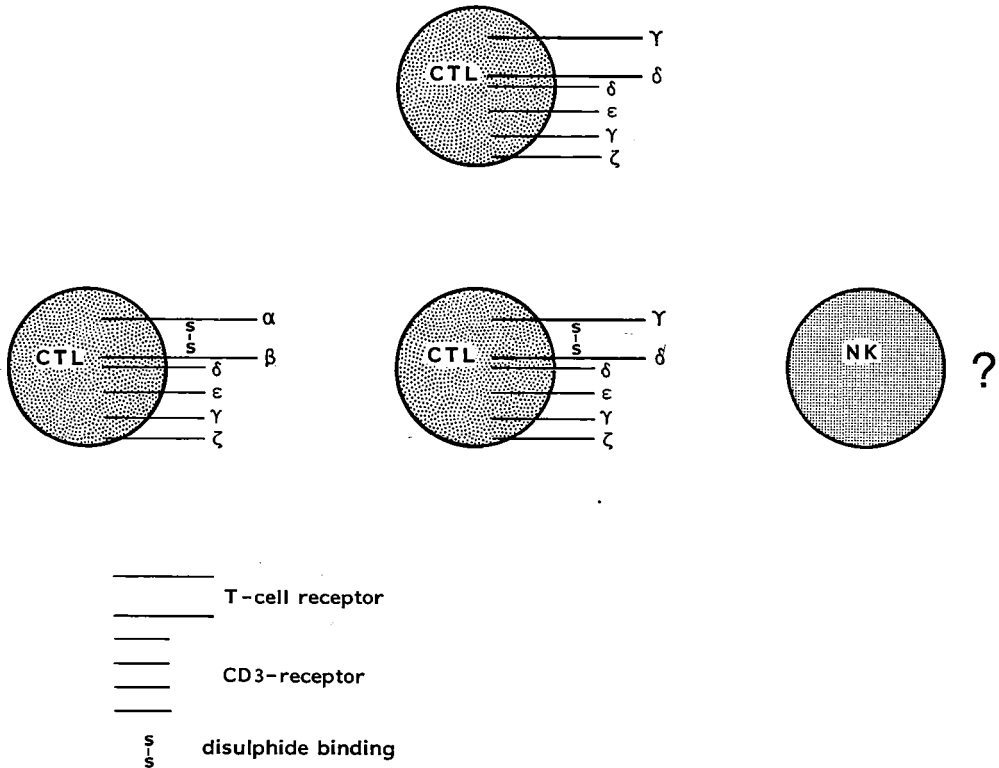 γ
CTL
δ
δ
ε
γ
ζ
α
S
S
CTL
β
δ
ε
γ
ζ
γ
S
S
CTL
δ
δ
ε
γ
ζ
NK
?
T-cell receptor
CD3-receptor
S
S
disulphide binding